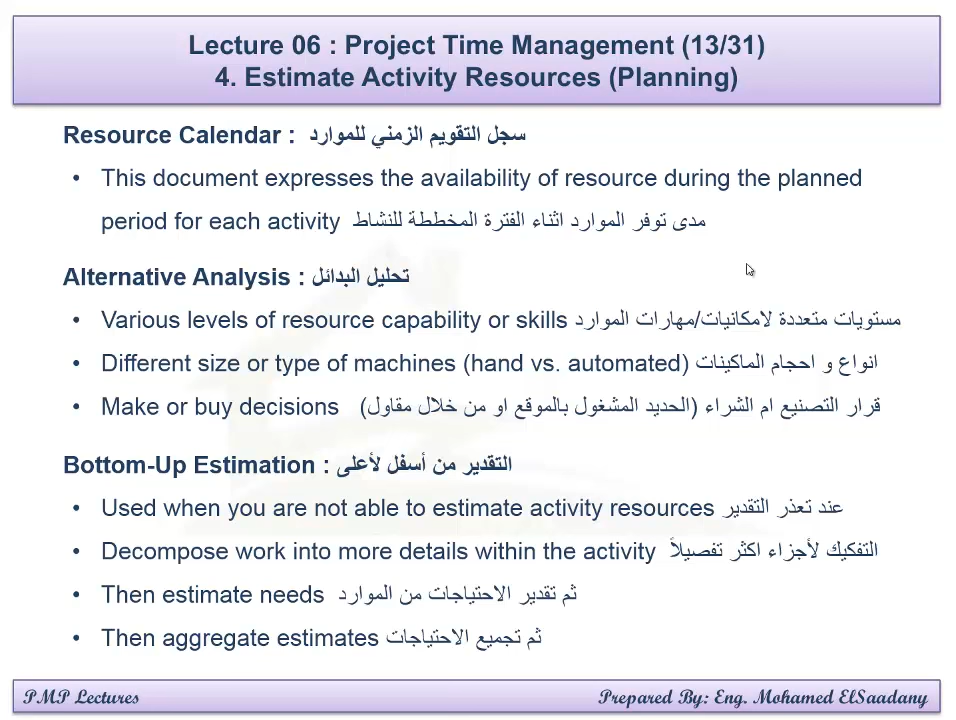 Lecture 06 : Project Time Management (13/31)
4. Estimate Activity Resources (Planning)
Resource Calendar : سجل التقويم الزمني للموارد
• This document expresses the availability of resource during the planned
period for each activity مدى توفر الموارد اثناء الفترة المخططة للنشاط
Alternative Analysis : تحليل البدائل
• Various levels of resource capability or skills مستويات متعددة لامكانيات/مهارات الموارد
• Different size or type of machines (hand vs. automated) انواع و احجام الماكينات
• Make or buy decisions قرار التصنيع ام الشراء (الحديد المشغول بالموقع او من خلال مقاول)
Bottom-Up Estimation : التقدير من أسفل لأعلى
• Used when you are not able to estimate activity resources عند تعذر التقدير
• Decompose work into more details within the activity التفكيك لأجزاء اكثر تفصيلاً
• Then estimate needs ثم تقدير الاحتياجات من الموارد
• Then aggregate estimates ثم تجميع الاحتياجات
PMP Lectures Prepared By: Eng. Mohamed ElSaadany